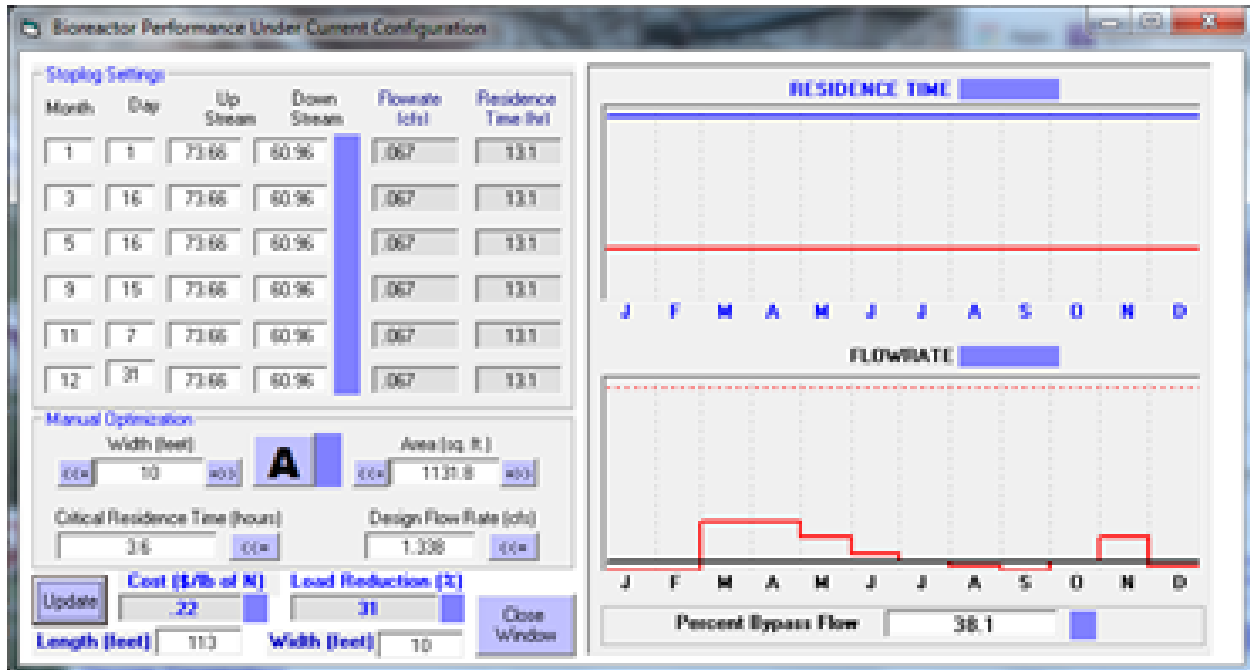 Bioreactor Performance Under Current Configuration
Stoplog Settings
Month Day Up Stream Down Stream Flowrate (cfs) Residence Time (hr)
1 1 73.66 60.96 .067 13.1
3 16 73.66 60.96 .067 13.1
5 16 73.66 60.96 .067 13.1
9 15 73.66 60.96 .067 13.1
11 7 73.66 60.96 .067 13.1
12 31 73.66 60.96 .067 13.1
Manual Optimization
Width (feet) Area (sq. ft.)
<<= 10 =>> A <<= 1131.8 =>>
Critical Residence Time (hours) Design Flow Rate (cfs)
3.6 <<= 1.338 <<=
Update Cost ($/lb of N) Load Reduction (%)
.22 31 Close Window
Length (feet) 113 Width (feet) 10
RESIDENCE TIME
J F M A M J J A S O N D
FLOWRATE
J F M A M J J A S O N D
Percent Bypass Flow 38.1